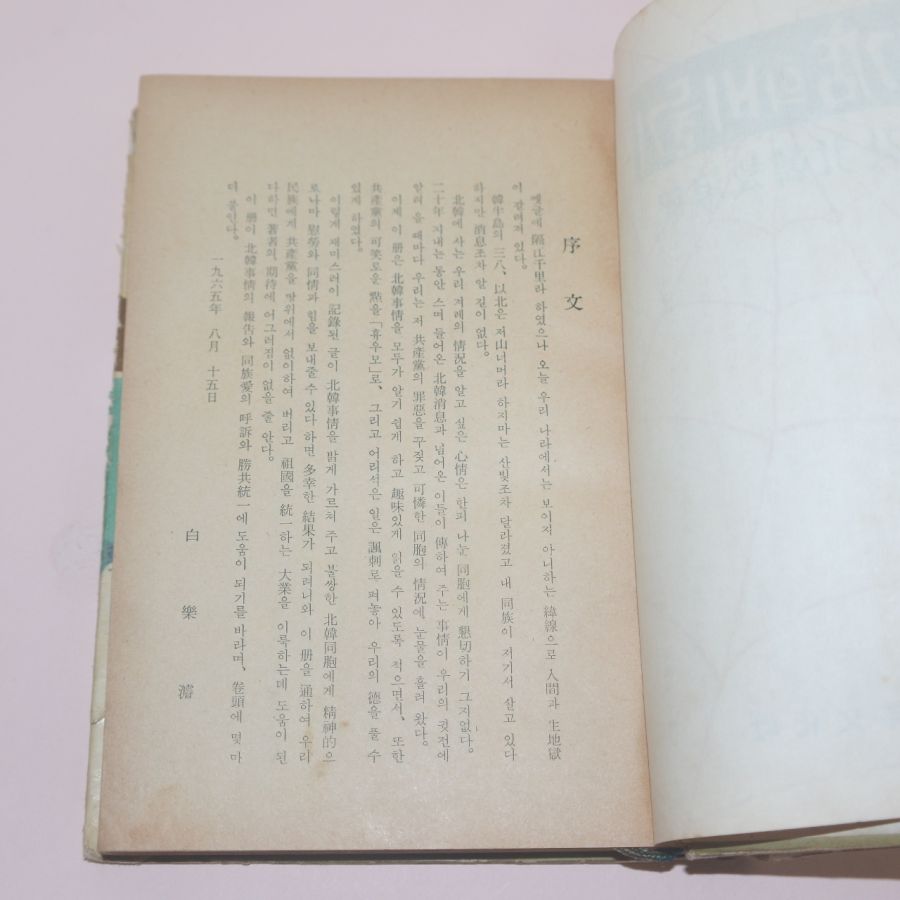 序文
옛글에 隔江千里라 하였으나 오늘 우리 나라에서는 보이지 아니하는 緯線으로 人間과 生地獄
이 갈려져 있다.
韓半島의 三八、以北은 저山너머라 하지마는 산빛조차 달라졌고 내 同族이 저기서 살고 있다
하지만 消息조차 알 길이 없다。
北韓에 사는 우리 겨레의 情況을 알고 싶은 心情은 한피 나눈 同胞에게 懇切하기 그지없다。
二十年 지내는 동안 스며 들어온 北韓消息과 넘어온 이들이 傳하여 주는 事情이 우리의 귓전에
알려 올 때마다 우리는 저 共產黨의 罪惡을 꾸짖고 可憐한 同胞의 情況에 눈물을 흘려 왔다。
이제 이 册은 北韓事情을 모두가 알기 쉽게 하고 趣味있게 읽을 수 있도록 적으면서、또한
共產黨의 可笑로운 點을「휴우모」로、그리고 어리석은 일은 諷刺로 펴놓아 우리의 德을 풀 수
있게 하였다。
이렇게 재미스러이 記錄된 글이 北韓事情을 밝게 가르쳐 주고 불쌍한 北韓同胞에게 精神的으
로나마 慰勞와 同情과 힘을 보내줄 수 있다 하면 多幸한 結果가 되려니와 이 册을 通하여 우리
民族에게 共產黨을 땅위에서 없이하여 버리고 祖國을 統一하는 大業을 이룩하는데 도움이 된
다하면 著者의 期待에 어그러짐이 없을 줄 안다。
이 册이 北韓事情의 報告와 同族愛의 呼訴와 勝共統一에 도움이 되기를 바라며、卷頭에 몇 마
디 붙인다。
一九六五年 八月 十五日
白樂濬